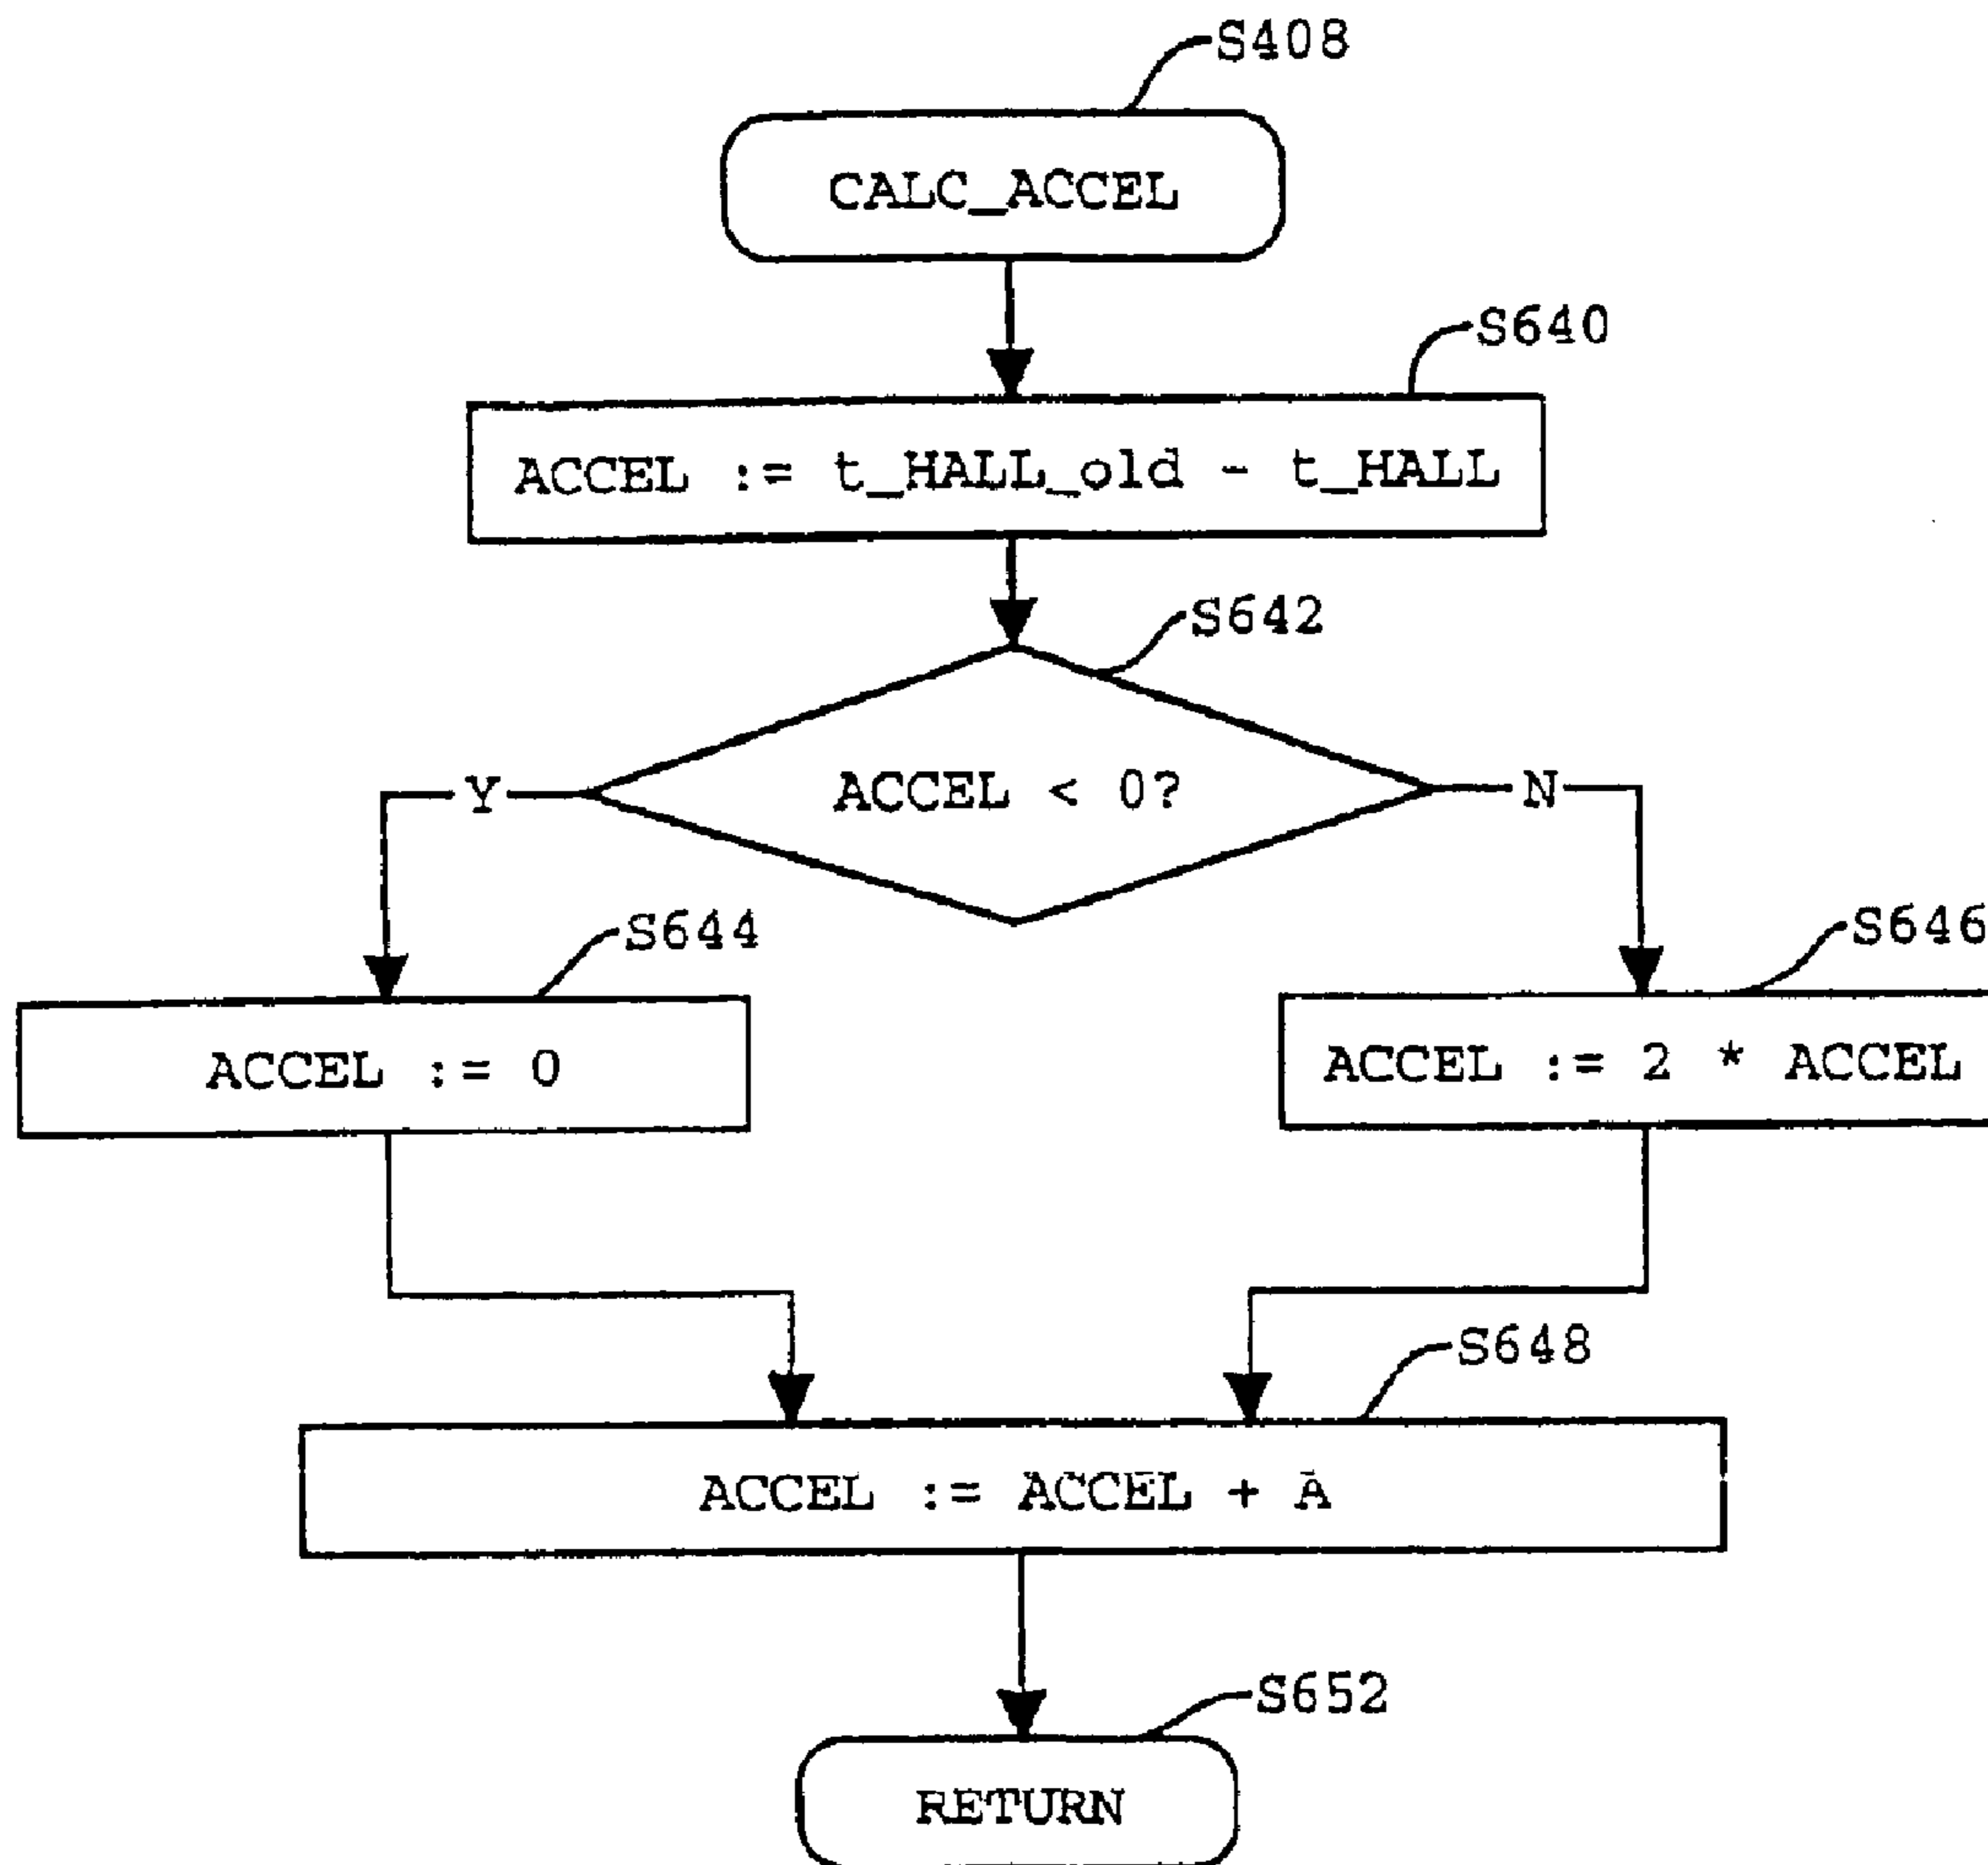 S408
CALC_ACCEL
S640
ACCEL := t_HALL_old - t_HALL
S642
ACCEL < 0?
Y
N
S644
S646
ACCEL := 0
ACCEL := 2 * ACCEL
S648
ACCEL := ACCEL + A
S652
RETURN